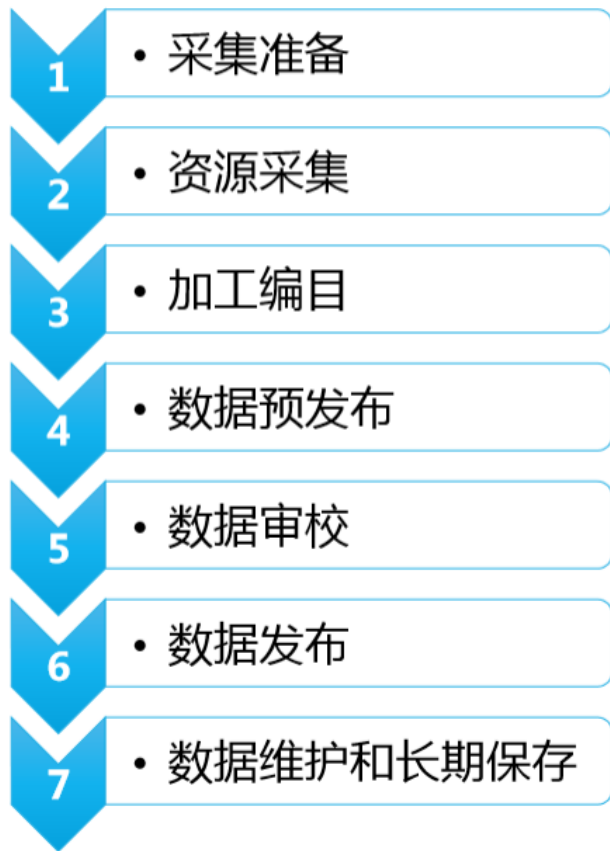 1
• 采集准备
2
• 资源采集
3
• 加工编目
4
• 数据预发布
5
• 数据审校
6
• 数据发布
7
• 数据维护和长期保存